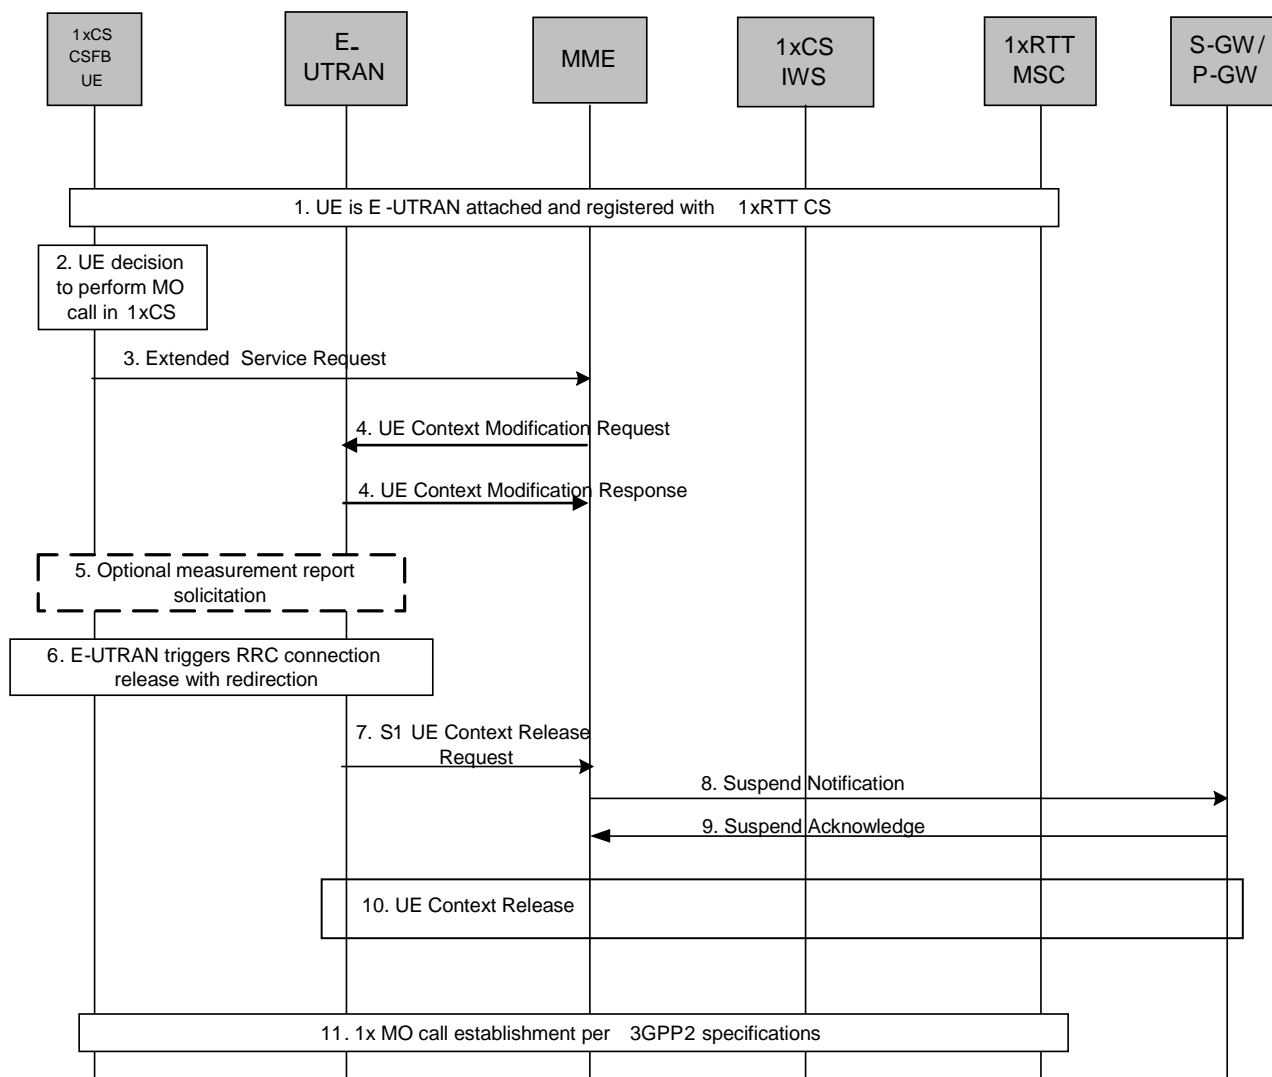 1xCS
CSFB
UE
E-
UTRAN
MME
1xCS
IWS
1xRTT
MSC
S-GW/
P-GW
1. UE is E-UTRAN attached and registered with 1xRTT CS
2. UE decision
to perform MO
call in 1xCS
3. Extended Service Request
4. UE Context Modification Request
4. UE Context Modification Response
5. Optional measurement report
solicitation
6. E-UTRAN triggers RRC connection
release with redirection
7. S1 UE Context Release
Request
8. Suspend Notification
9. Suspend Acknowledge
10. UE Context Release
11. 1x MO call establishment per 3GPP2 specifications